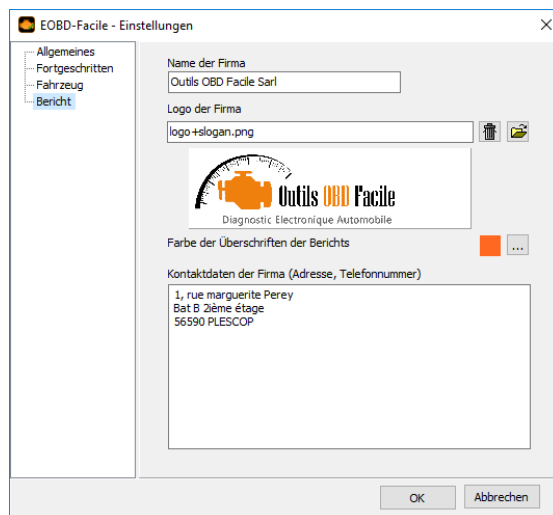 EOBD-Facile - Einstellungen
Allgemeines
Fortgeschritten
Fahrzeug
Bericht
Name der Firma
Outils OBD Facile Sarl
Logo der Firma
logo+slogan.png
Outils OBD Facile
Diagnostic Electronique Automobile
Farbe der Überschriften der Berichts
...
Kontaktdaten der Firma (Adresse, Telefonnummer)
1, rue marguerite Perey
Bat B 2ième étage
56590 PLESCOP
OK
Abbrechen